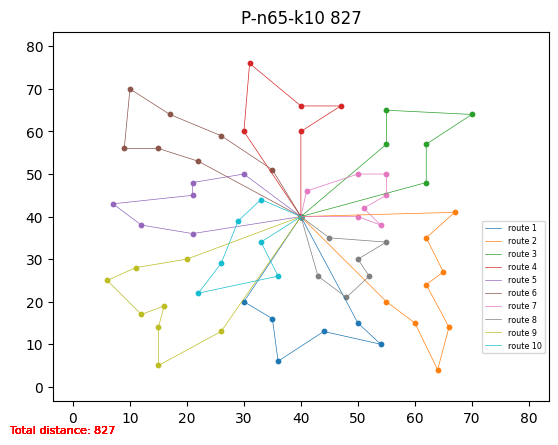 P-n65-k10 827
80
70
60
50
40
30
20
10
0
0 10 20 30 40 50 60 70 80
route 1
route 2
route 3
route 4
route 5
route 6
route 7
route 8
route 9
route 10
Total distance: 827